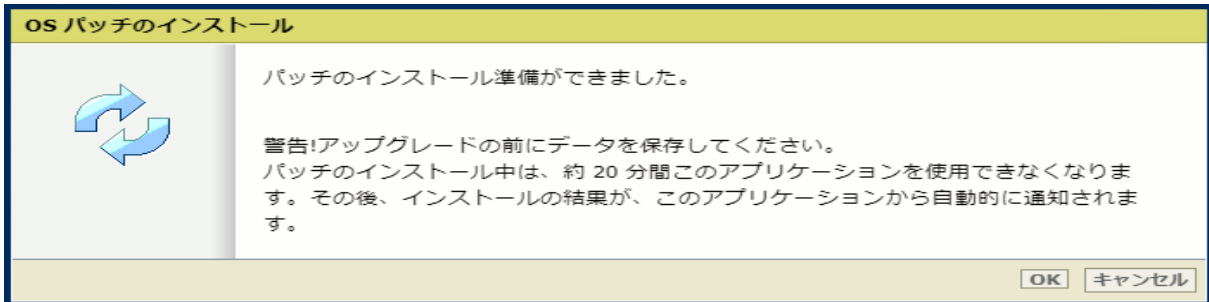 OS パッチのインストール
パッチのインストール準備ができました。
警告!アップグレードの前にデータを保存してください。
パッチのインストール中は、約 20 分間このアプリケーションを使用できなくなりま
す。その後、インストールの結果が、このアプリケーションから自動的に通知されま
す。
OK キャンセル